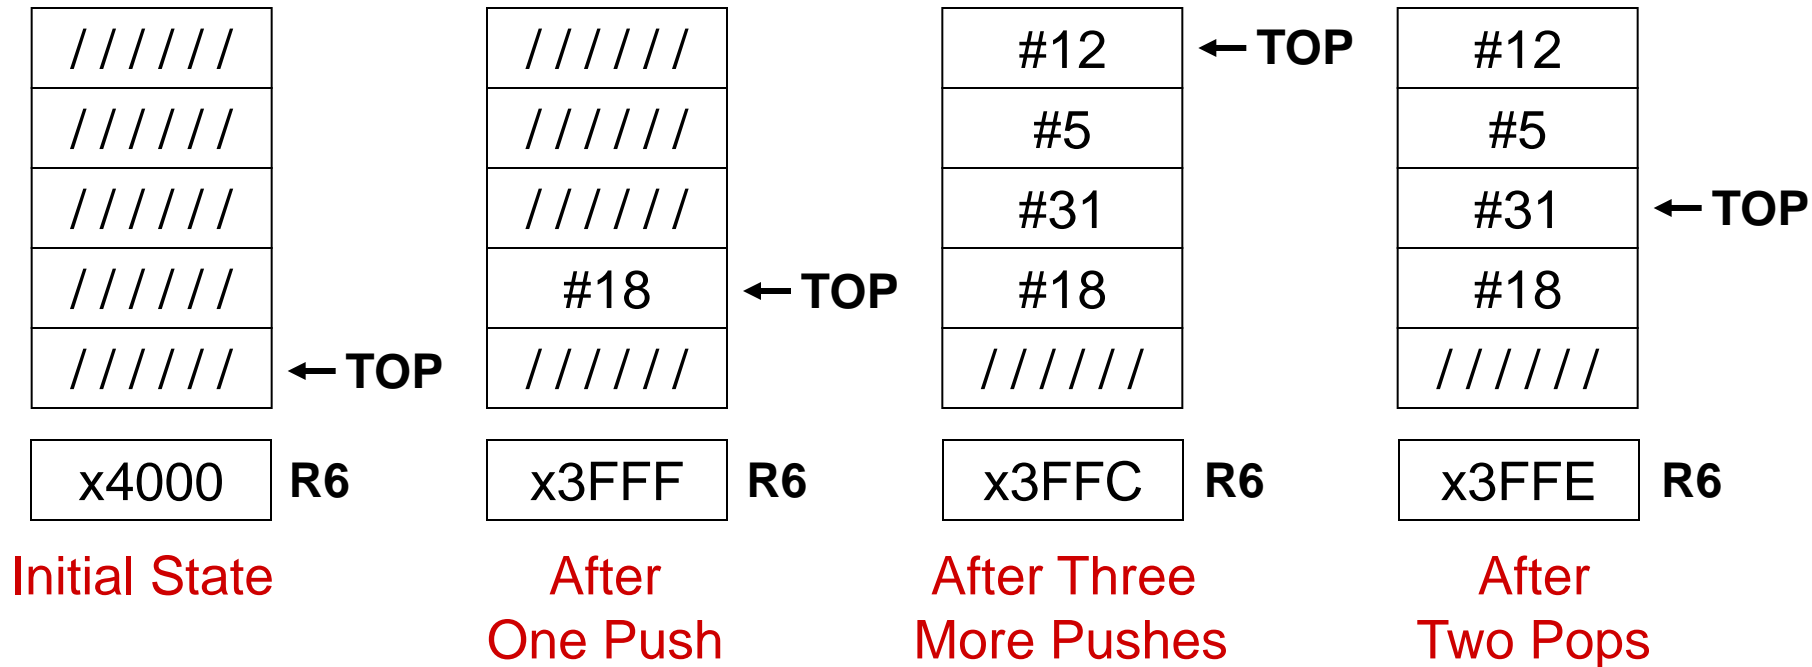 / / / / / /
/ / / / / /
/ / / / / /
/ / / / / /
/ / / / / / TOP
x4000 R6
Initial State
/ / / / / /
/ / / / / /
/ / / / / /
#18 TOP
/ / / / / /
x3FFF R6
After
One Push
#12 TOP
#5
#31
#18
/ / / / / /
x3FFC R6
After Three
More Pushes
#12
#5
#31 TOP
#18
/ / / / / /
x3FFE R6
After
Two Pops